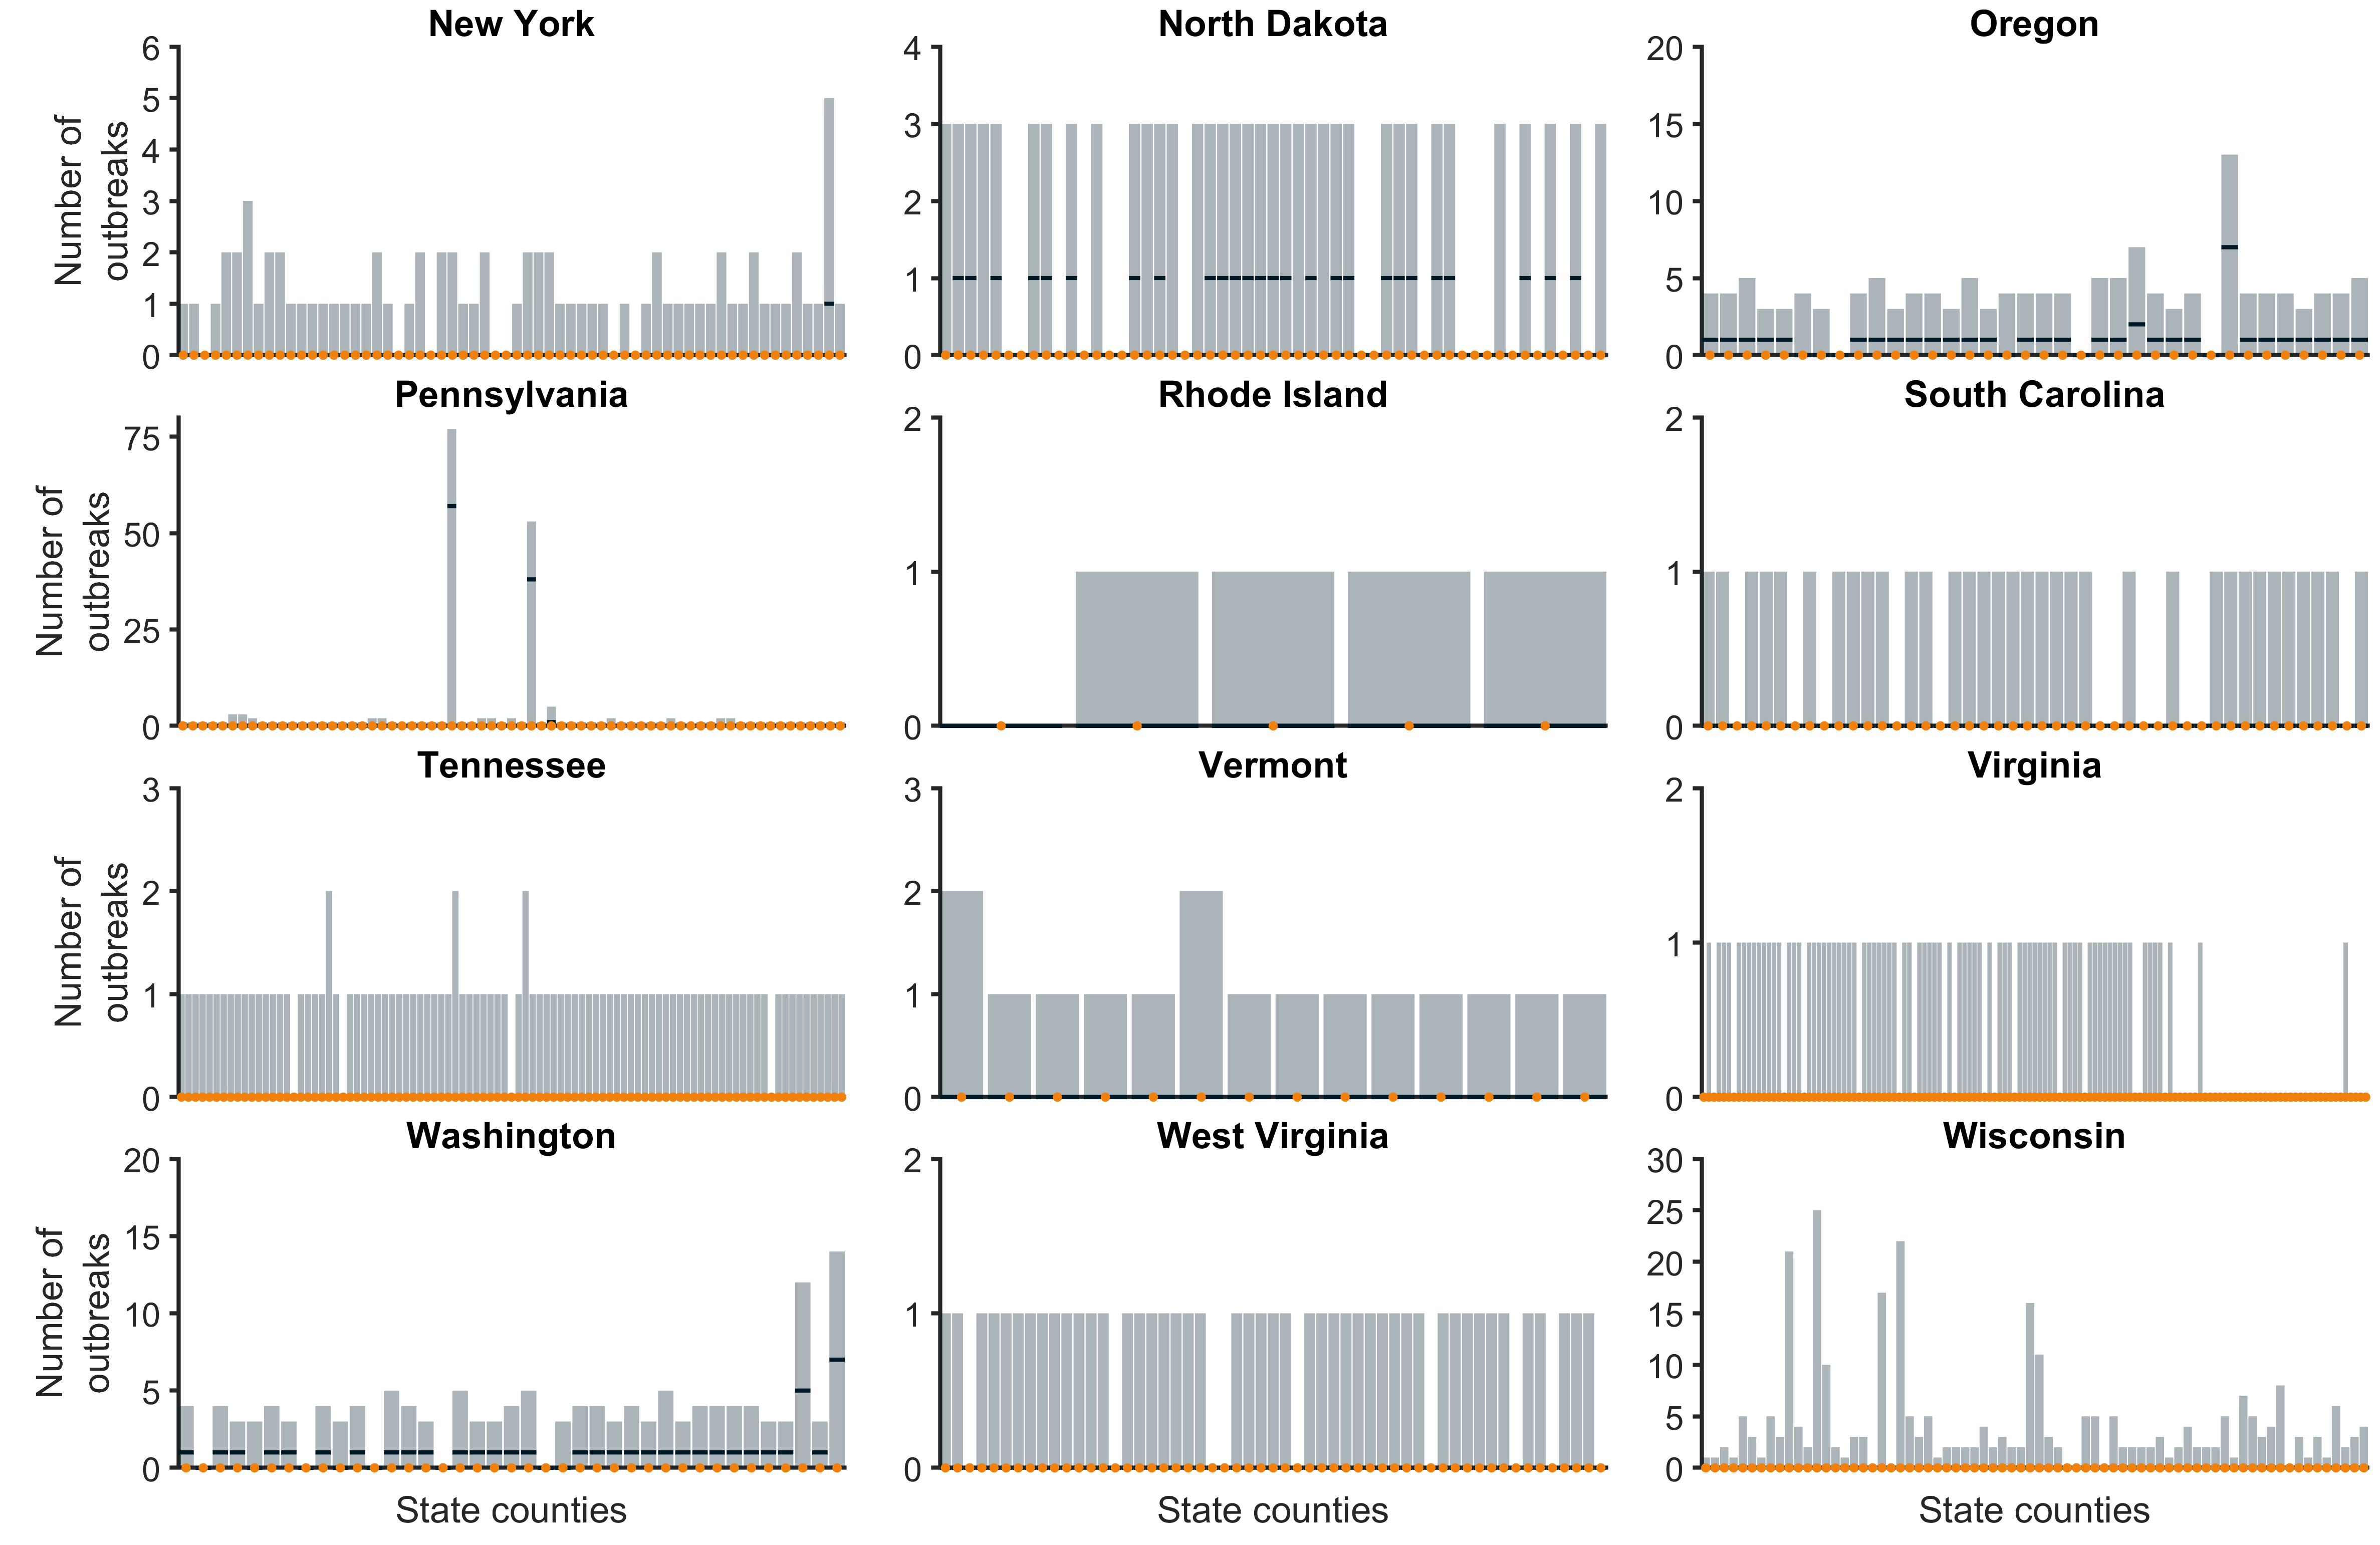 New York
North Dakota
Oregon
Number of
outbreaks
6
5
4
3
2
1
0
4
3
2
1
0
20
15
10
5
0
Pennsylvania
Rhode Island
South Carolina
Number of
outbreaks
75
50
25
0
2
1
0
2
1
0
Tennessee
Vermont
Virginia
Number of
outbreaks
3
2
1
0
3
2
1
0
2
1
0
Washington
West Virginia
Wisconsin
Number of
outbreaks
20
15
10
5
0
2
1
0
30
25
20
15
10
5
0
State counties
State counties
State counties